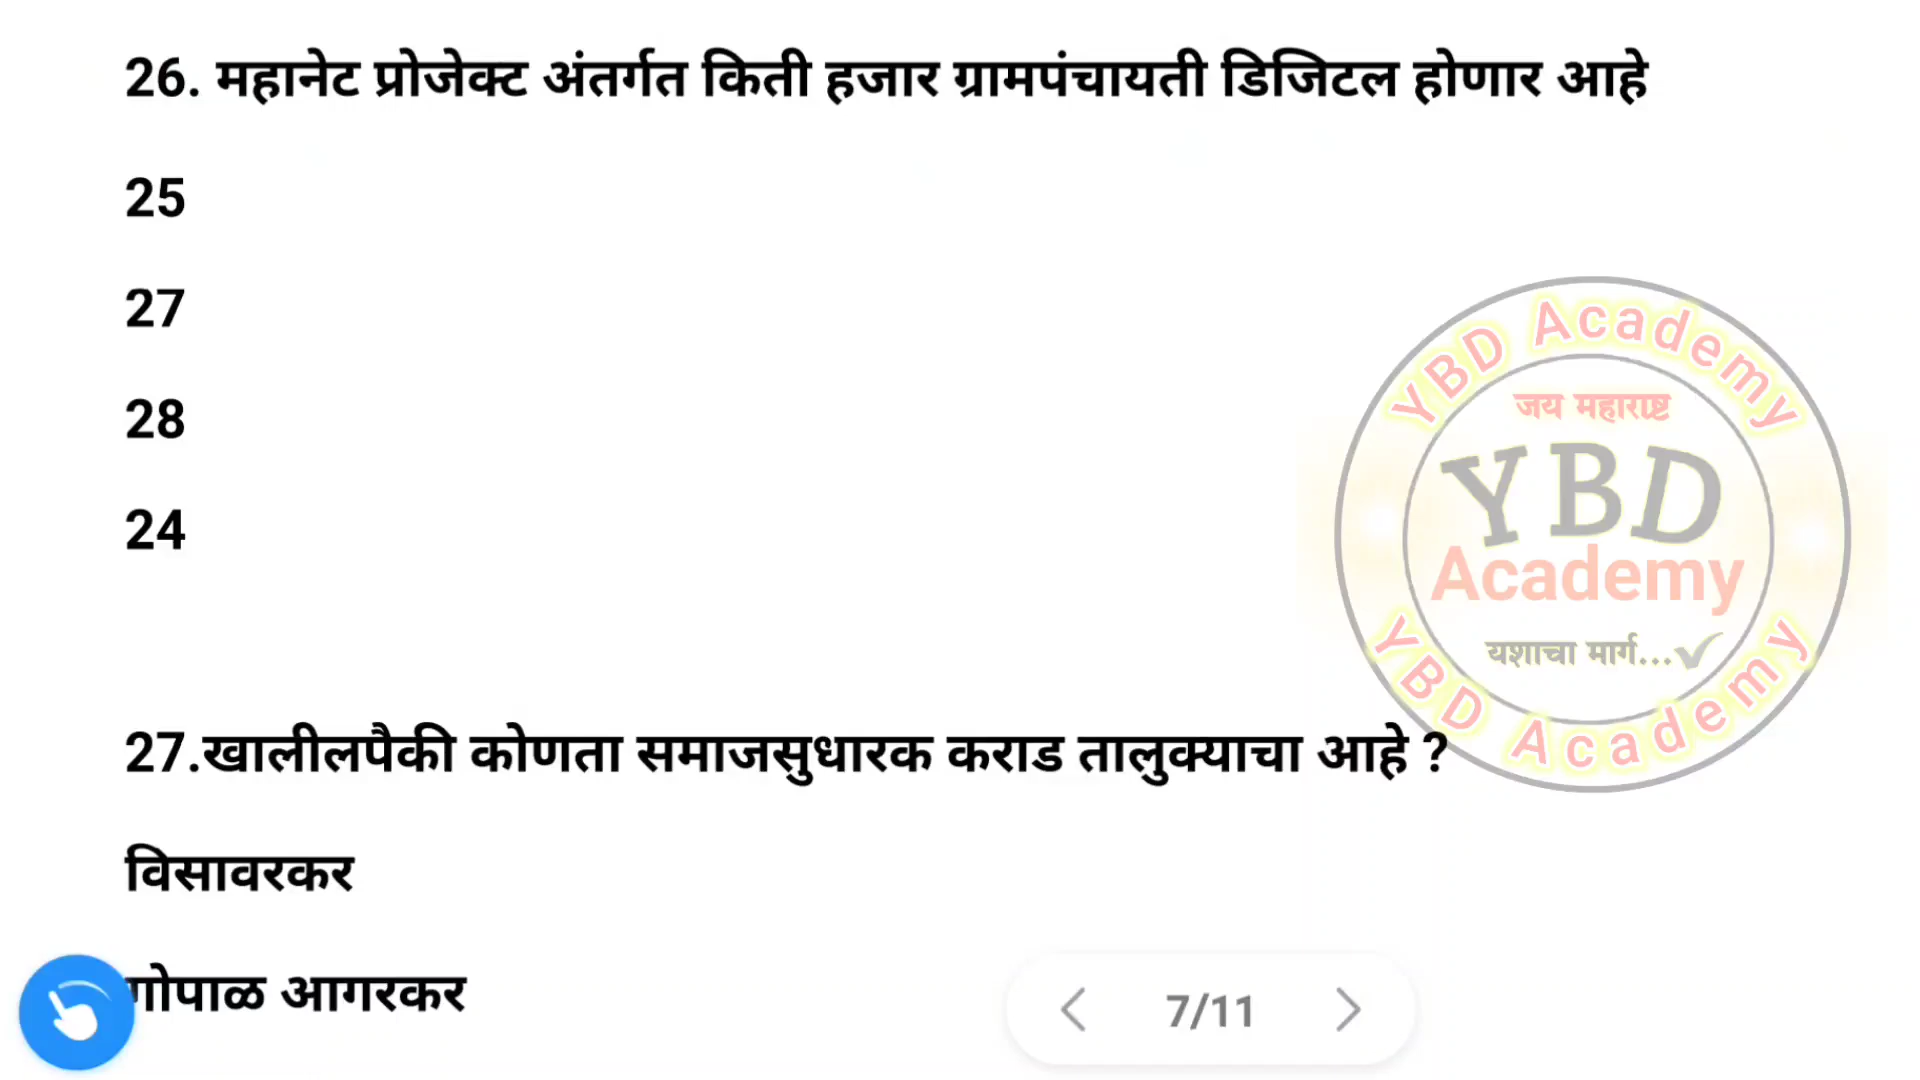 26. महानेट प्रोजेक्ट अंतर्गत किती हजार ग्रामपंचायती डिजिटल होणार आहे
25
27
28
24
YBD Academy
जय महाराष्ट्र
YBD
Academy
यशाचा मार्ग...
YBD Academy
27.खालीलपैकी कोणता समाजसुधारक कराड तालुक्याचा आहे ?
विसावरकर
गोपाळ आगरकर
7/11